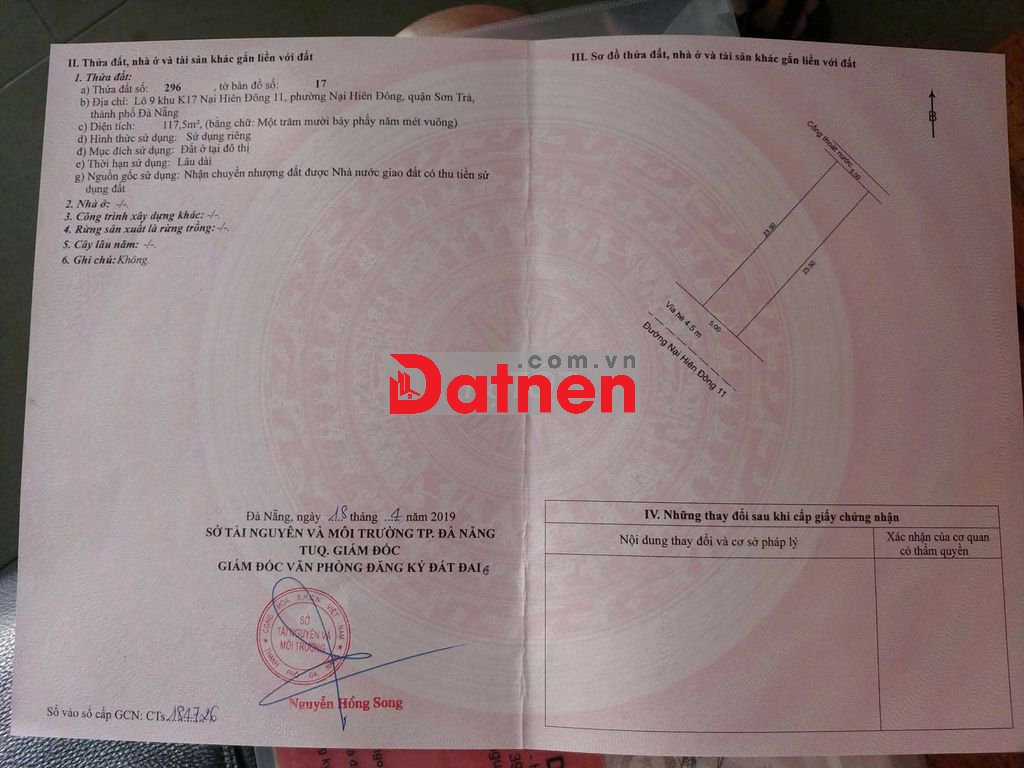 II. Thửa đất, nhà ở và tài sản khác gắn liền với đất
1. Thửa đất:
a) Thửa đất số: 296 , tờ bản đồ số: 17
b) Địa chỉ: Lô 9 khu K17 Nại Hiên Đông 11, phường Nại Hiên Đông, quận Sơn Trà,
thành phố Đà Nẵng
c) Diện tích: 117,5m², (bằng chữ: Một trăm mười bảy phẩy năm mét vuông)
d) Hình thức sử dụng: Sử dụng riêng
đ) Mục đích sử dụng: Đất ở tại đô thị
e) Thời hạn sử dụng: Lâu dài
g) Nguồn gốc sử dụng: Nhận chuyển nhượng đất được Nhà nước giao đất có thu tiền sử
dụng đất
2. Nhà ở: -/-.
3. Công trình xây dựng khác: -/-.
4. Rừng sản xuất là rừng trồng: -/-.
5. Cây lâu năm: -/-.
6. Ghi chú: Không.
Đà Nẵng, ngày 18 tháng 4 năm 2019
SỞ TÀI NGUYÊN VÀ MÔI TRƯỜNG TP. ĐÀ NẴNG
TUQ. GIÁM ĐỐC
GIÁM ĐỐC VĂN PHÒNG ĐĂNG KÝ ĐẤT ĐAI
CỘNG HÒA X.H.C.N VIỆT NAM
SỞ
TÀI NGUYÊN VÀ
MÔI TRƯỜNG
THÀNH PHỐ ĐÀ
Nguyễn Hồng Song
Số vào sổ cấp GCN: CTs
III. Sơ đồ thửa đất, nhà ở và tài sản khác gắn liền với đất
B
Cống thoát nước
5.00
23.50
23.50
5.00
Vỉa hè 4.5 m
Đường Nại Hiên Đông 11
.com.vn
Datnen
IV. Những thay đổi sau khi cấp giấy chứng nhận
Nội dung thay đổi và cơ sở pháp lý
Xác nhận của cơ quan
có thẩm quyền